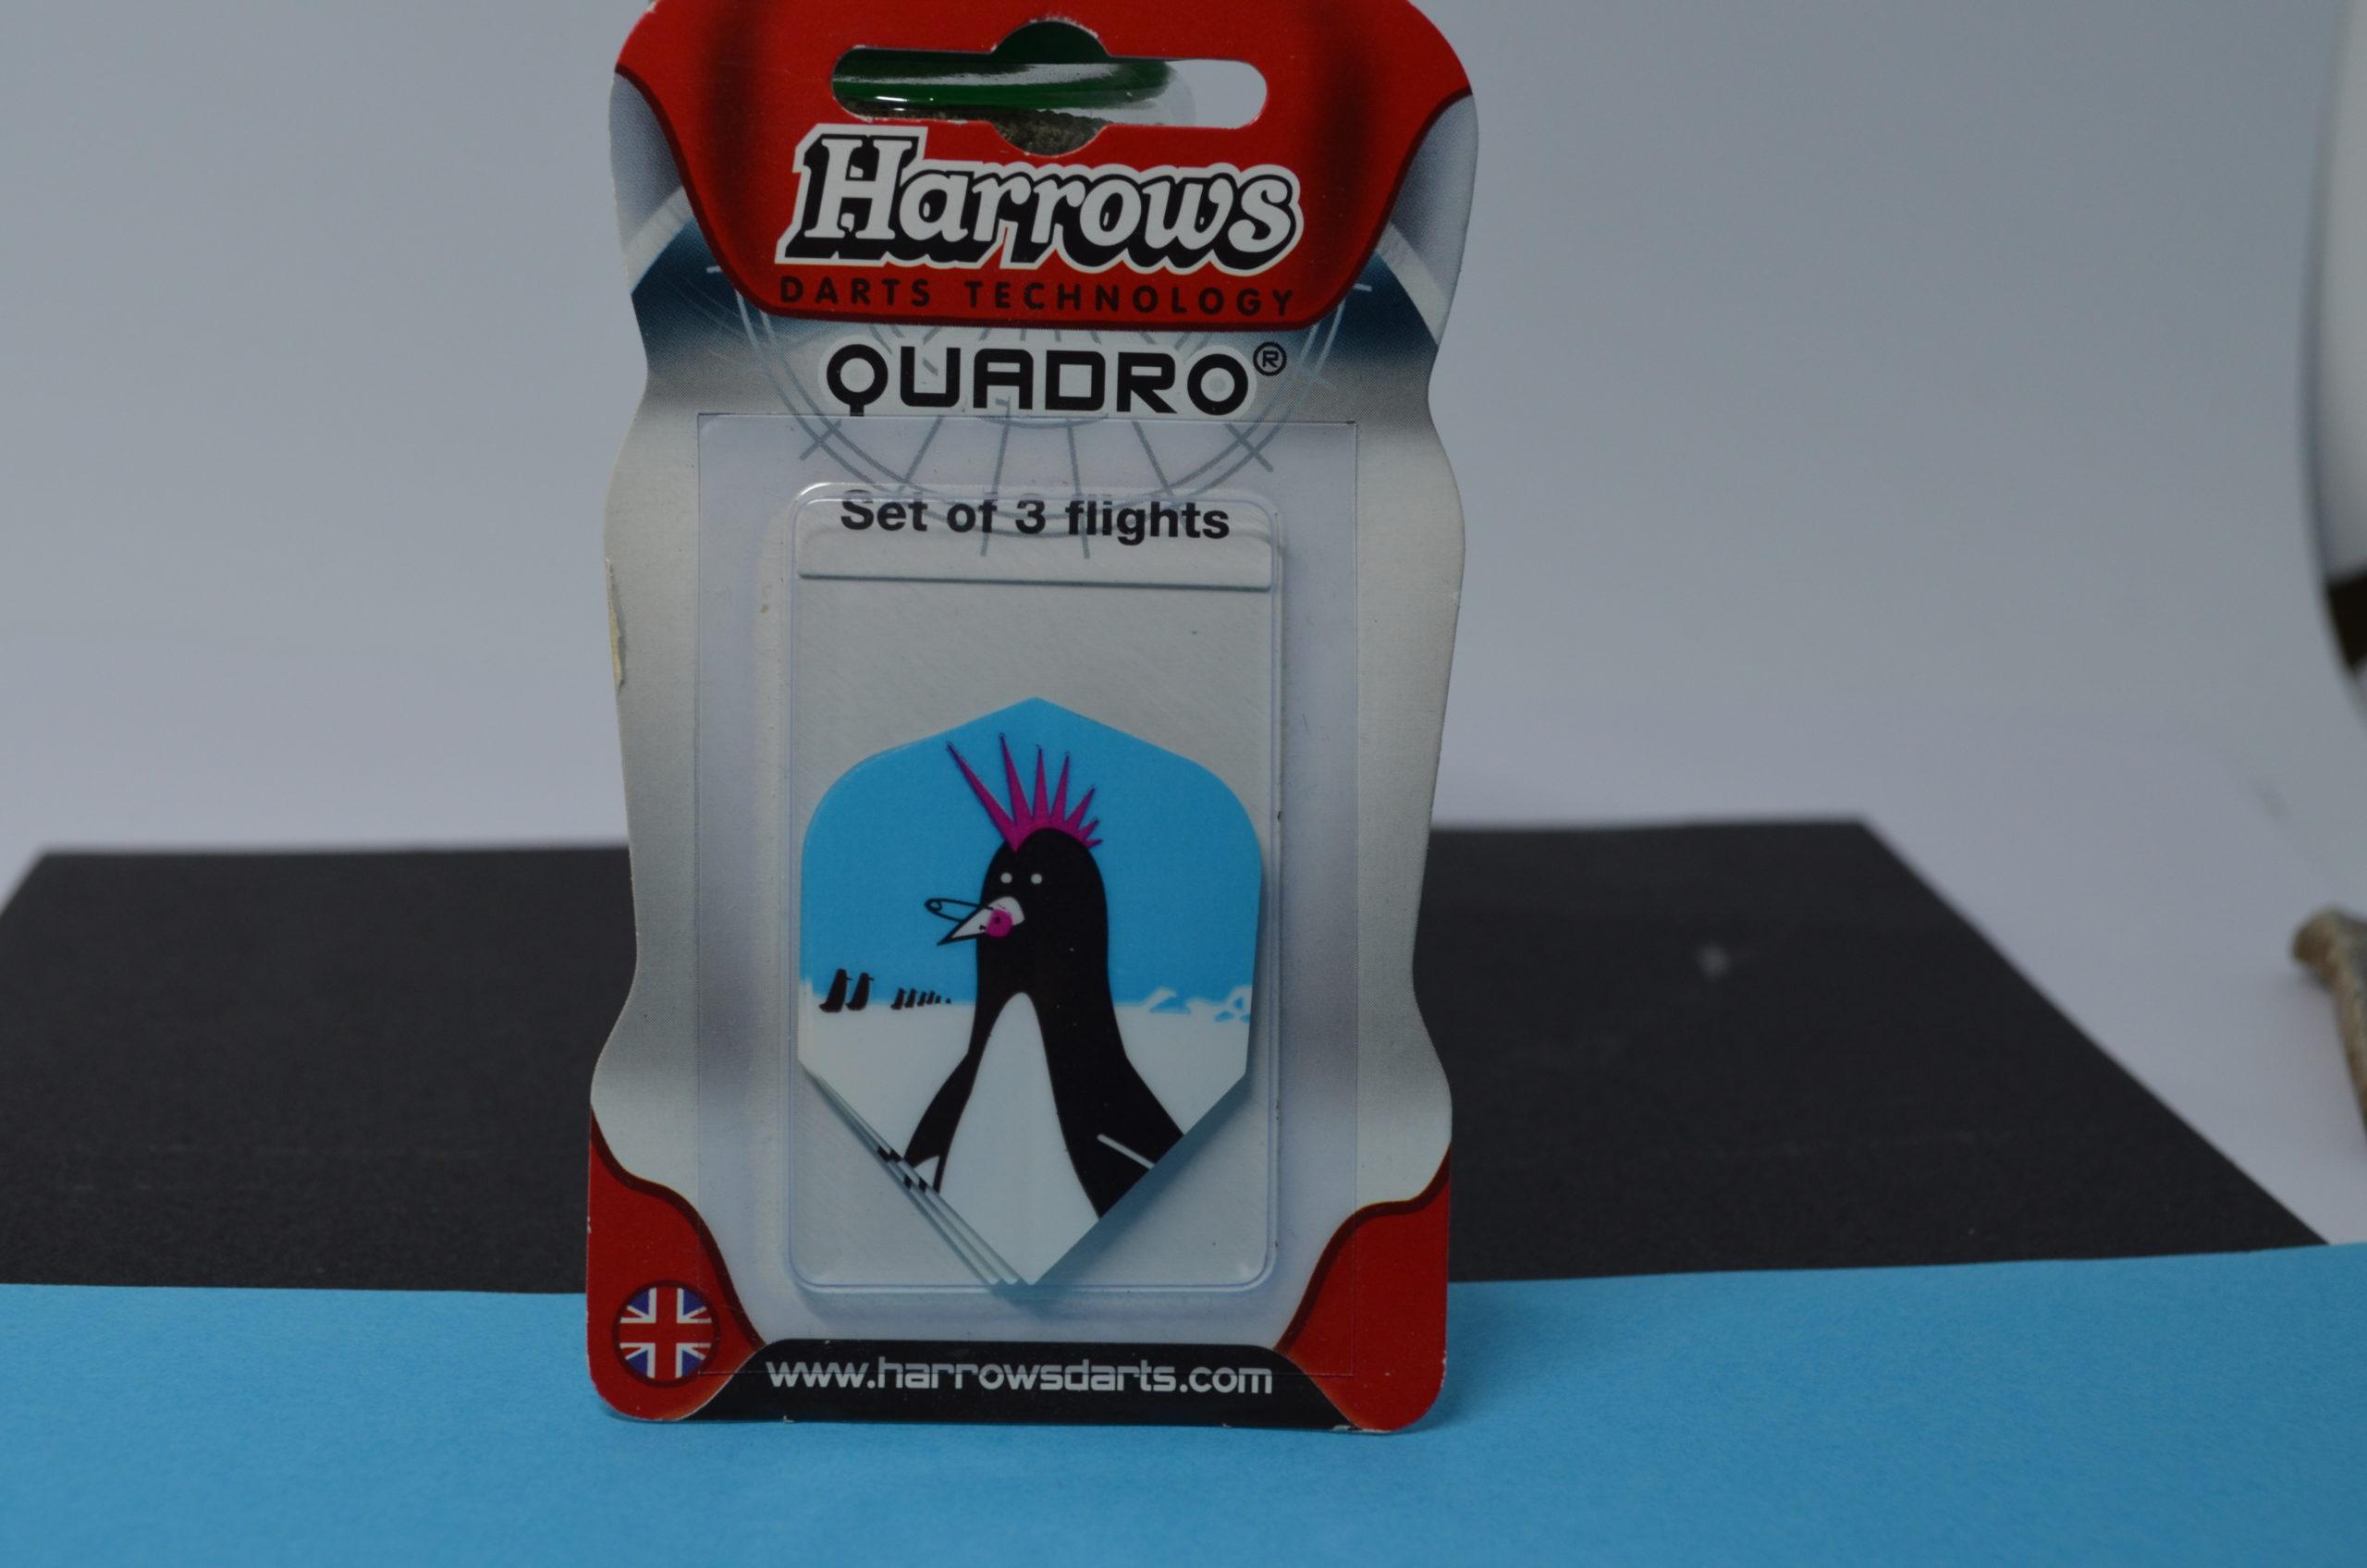 Harrows
DARTS TECHNOLOGY
QUADRO®
Set of 3 flights
www.harrowsdarts.com